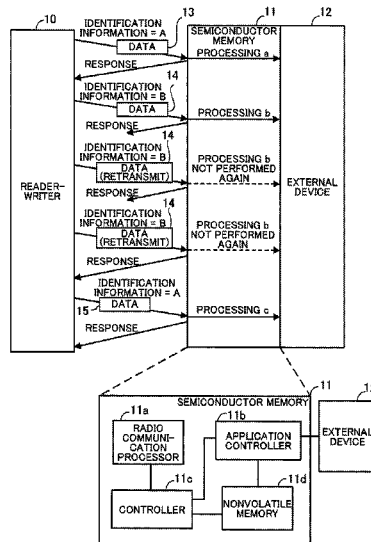 10
IDENTIFICATION
INFORMATION = A
13
11
SEMICONDUCTOR
MEMORY
12
DATA
PROCESSING a
RESPONSE
IDENTIFICATION
INFORMATION = B
14
DATA
PROCESSING b
RESPONSE
IDENTIFICATION
INFORMATION = B
14
DATA
(RETRANSMIT)
PROCESSING b
NOT PERFORMED
AGAIN
RESPONSE
READER-
WRITER
EXTERNAL
DEVICE
IDENTIFICATION
INFORMATION = B
14
DATA
(RETRANSMIT)
PROCESSING b
NOT PERFORMED
AGAIN
RESPONSE
IDENTIFICATION
INFORMATION = A
DATA
15
PROCESSING c
RESPONSE
11
SEMICONDUCTOR MEMORY
11a
RADIO
COMMUNI-
CATION
PROCESSOR
11b
APPLICATION
CONTROLLER
EXTERNAL
DEVICE
11c
CONTROLLER
11d
NONVOLATILE
MEMORY